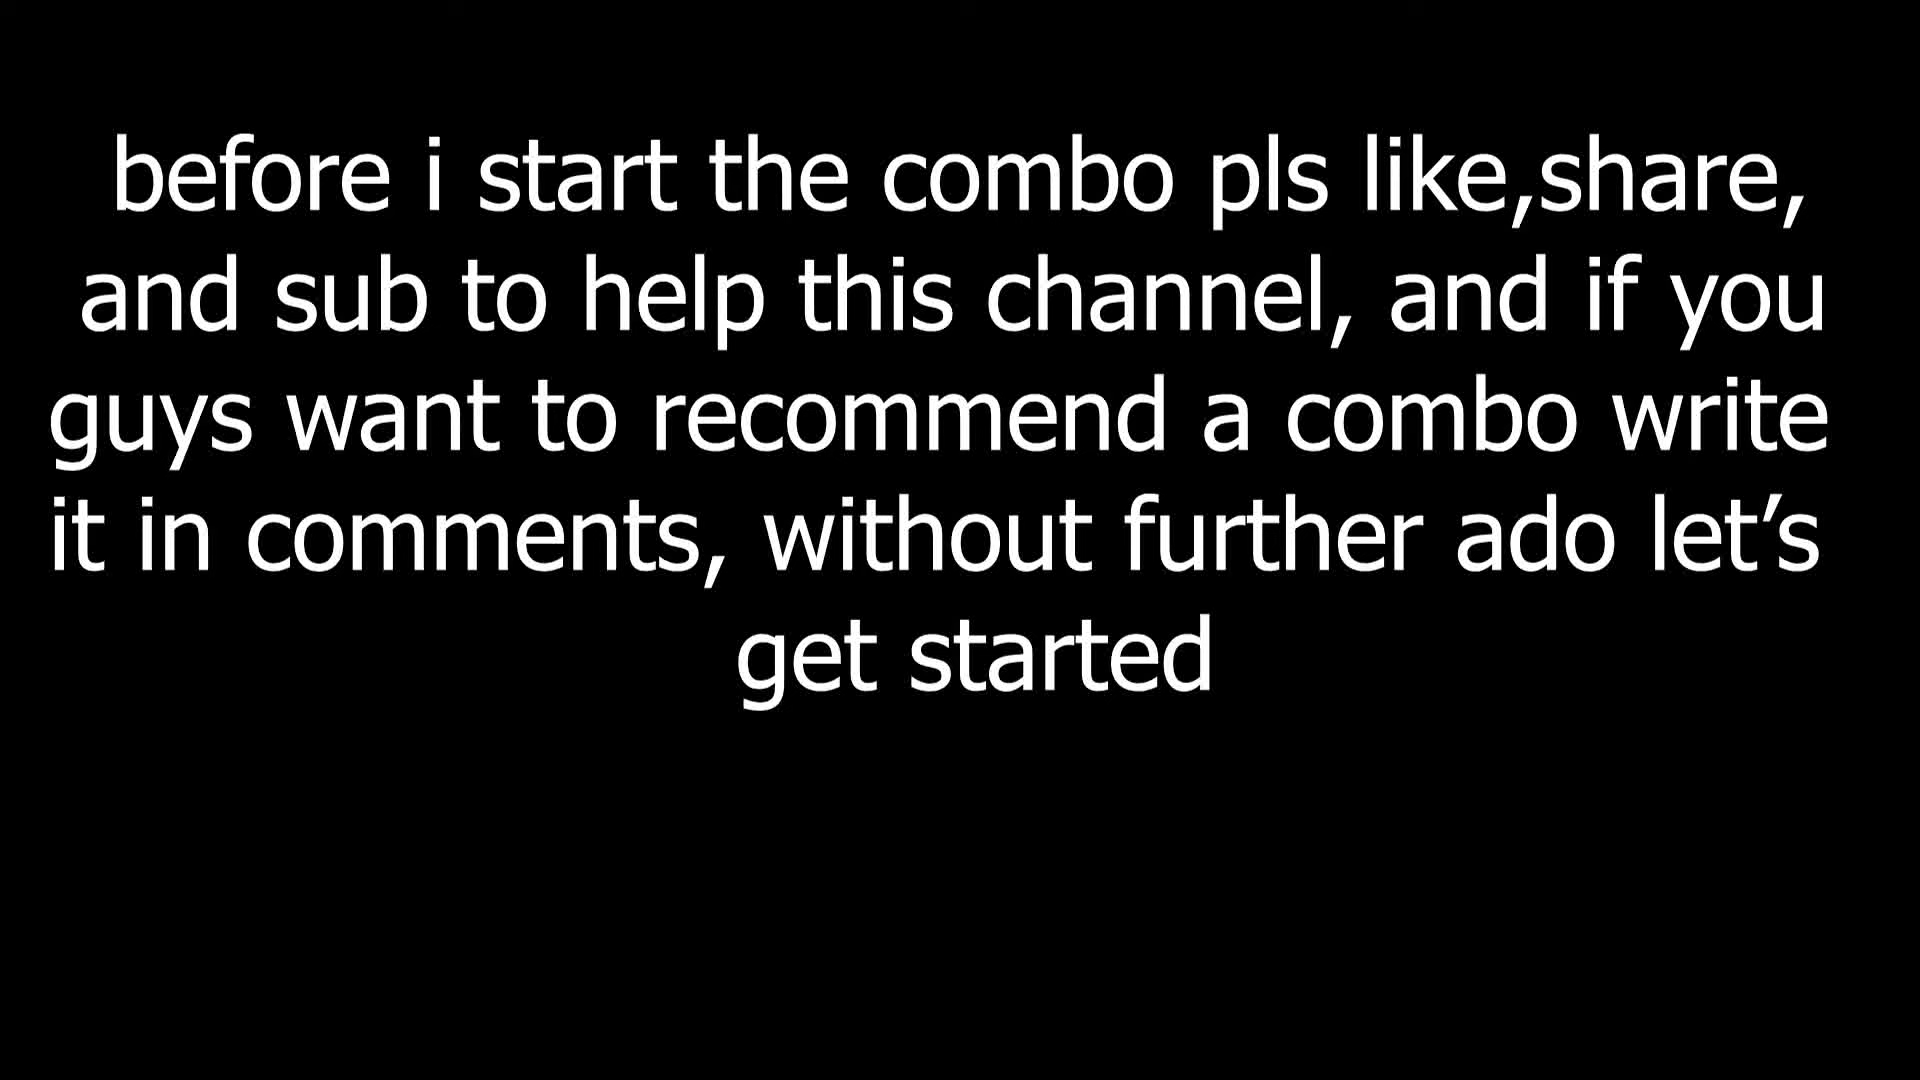 before i start the combo pls like,share,
and sub to help this channel, and if you
guys want to recommend a combo write
it in comments, without further ado let’s
get started